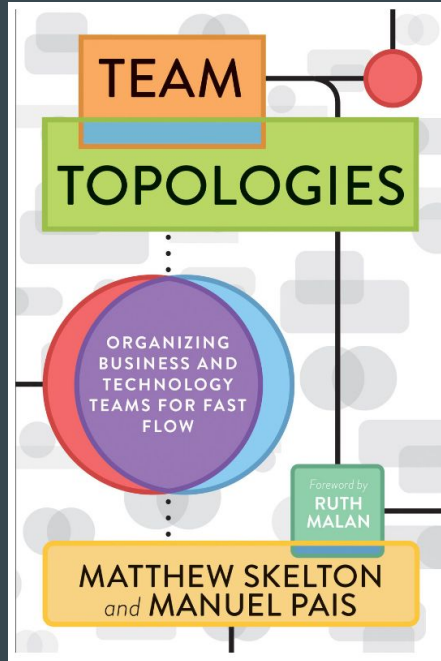 TEAM
TOPOLOGIES
ORGANIZING
BUSINESS AND
TECHNOLOGY
TEAMS FOR FAST
FLOW
Foreword by
RUTH
MALAN
MATTHEW SKELTON
and MANUEL PAIS